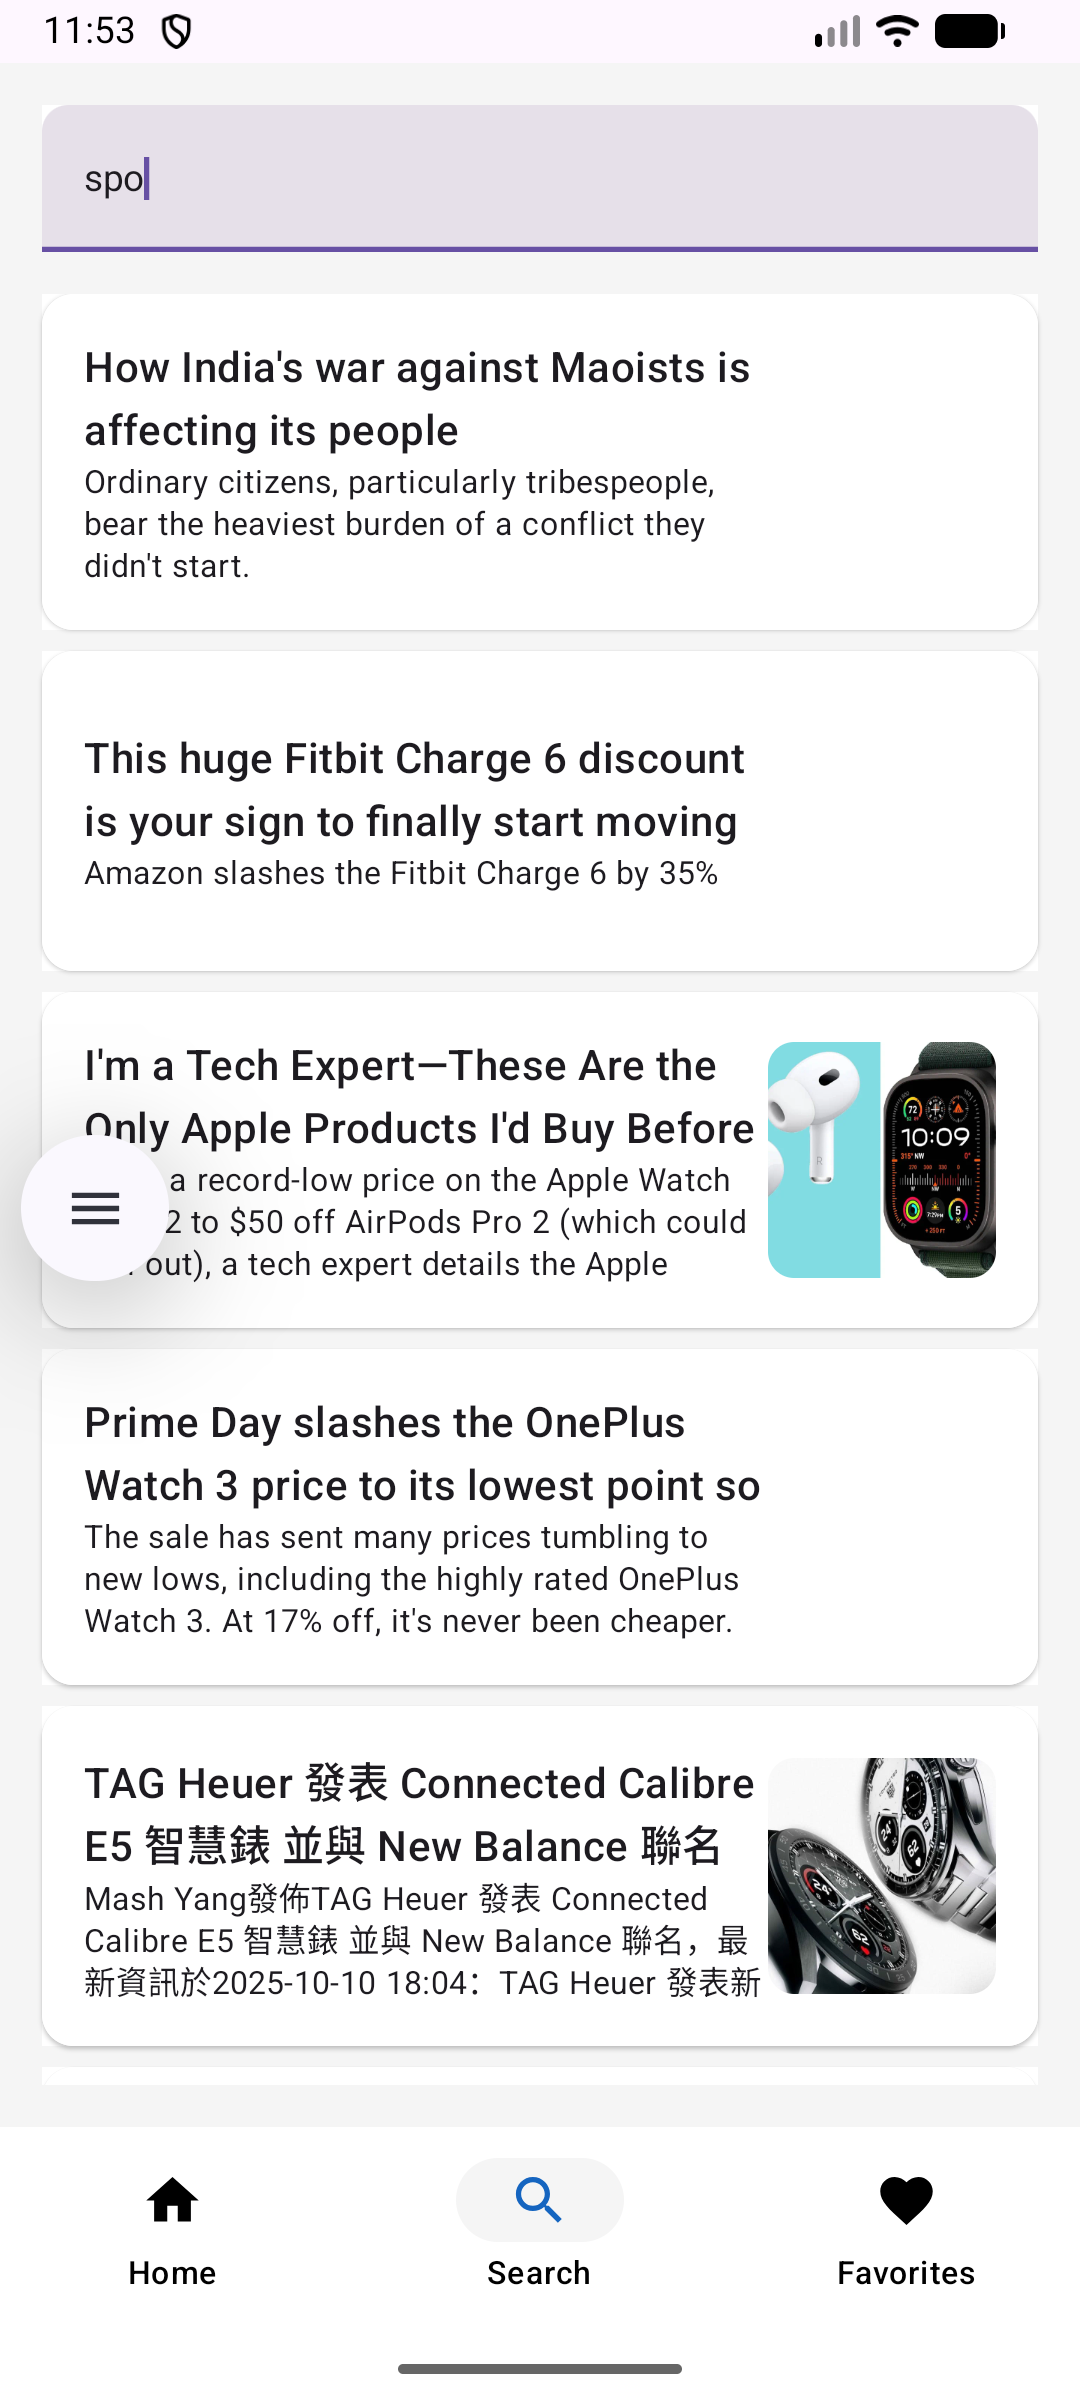 11:53
spo
How India's war against Maoists is
affecting its people
Ordinary citizens, particularly tribespeople,
bear the heaviest burden of a conflict they
didn't start.
This huge Fitbit Charge 6 discount
is your sign to finally start moving
Amazon slashes the Fitbit Charge 6 by 35%
I'm a Tech Expert—These Are the
Only Apple Products I'd Buy Before
a record-low price on the Apple Watch
2 to $50 off AirPods Pro 2 (which could
out), a tech expert details the Apple
10:09
Prime Day slashes the OnePlus
Watch 3 price to its lowest point so
The sale has sent many prices tumbling to
new lows, including the highly rated OnePlus
Watch 3. At 17% off, it's never been cheaper.
TAG Heuer 發表 Connected Calibre
E5 智慧錶 並與 New Balance 聯名
Mash Yang發佈TAG Heuer 發表 Connected
Calibre E5 智慧錶 並與 New Balance 聯名，最
新資訊於2025-10-10 18:04：TAG Heuer 發表新
Home
Search
Favorites